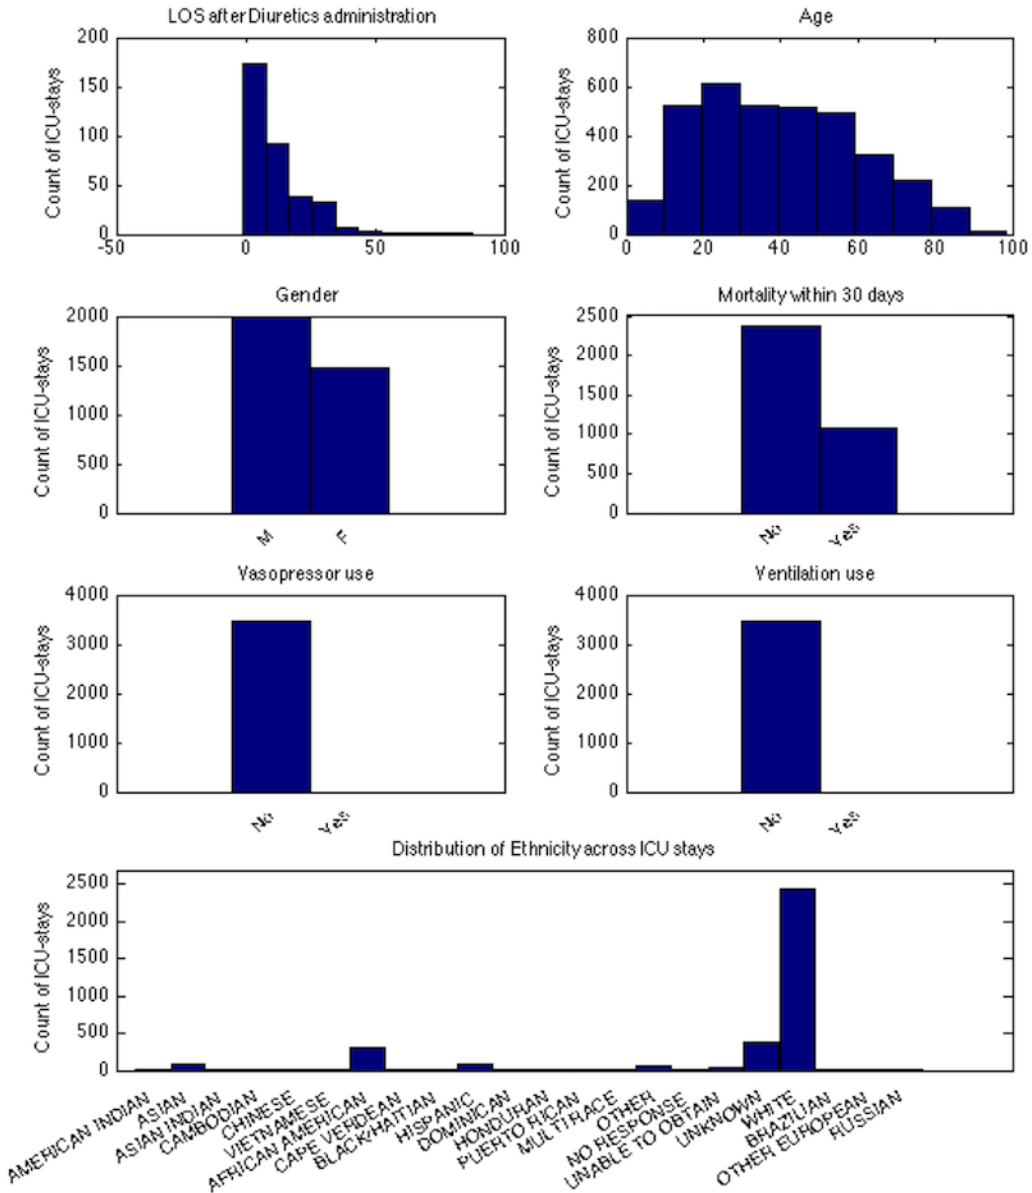 LOS after Diuretics administration
Count of ICU-stays
200
150
100
50
0
-50 0 50 100
Age
Count of ICU-stays
800
600
400
200
0
0 20 40 60 80 100
Gender
Count of ICU-stays
2000
1500
1000
500
0
M F
Mortality within 30 days
Count of ICU-stays
2500
2000
1500
1000
500
0
No Yes
Vasopressor use
Count of ICU-stays
4000
3000
2000
1000
0
No Yes
Ventilation use
Count of ICU-stays
4000
3000
2000
1000
0
No Yes
Distribution of Ethnicity across ICU stays
Count of ICU-stays
2500
2000
1500
1000
500
0
AMERICAN INDIAN
ASIAN
ASIAN INDIAN
CAMBODIAN
CHINESE
VIETNAMESE
AFRICAN AMERICAN
CAPE VERDEAN
BLACK/HAITIAN
HISPANIC
DOMINICAN
HONDURAN
PUERTO RICAN
MULTI RACE
OTHER
NO RESPONSE
UNABLE TO OBTAIN
UNKNOWN
WHITE
BRAZILIAN
OTHER EUROPEAN
RUSSIAN